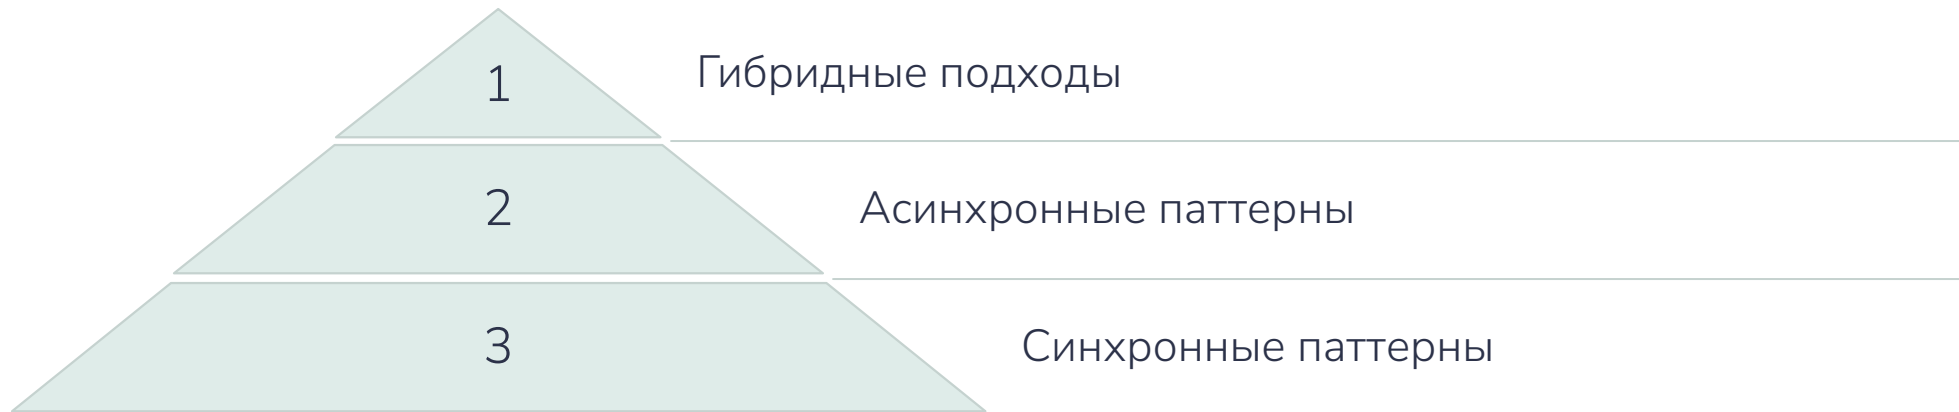 1
Гибридные подходы
2
Асинхронные паттерны
3
Синхронные паттерны